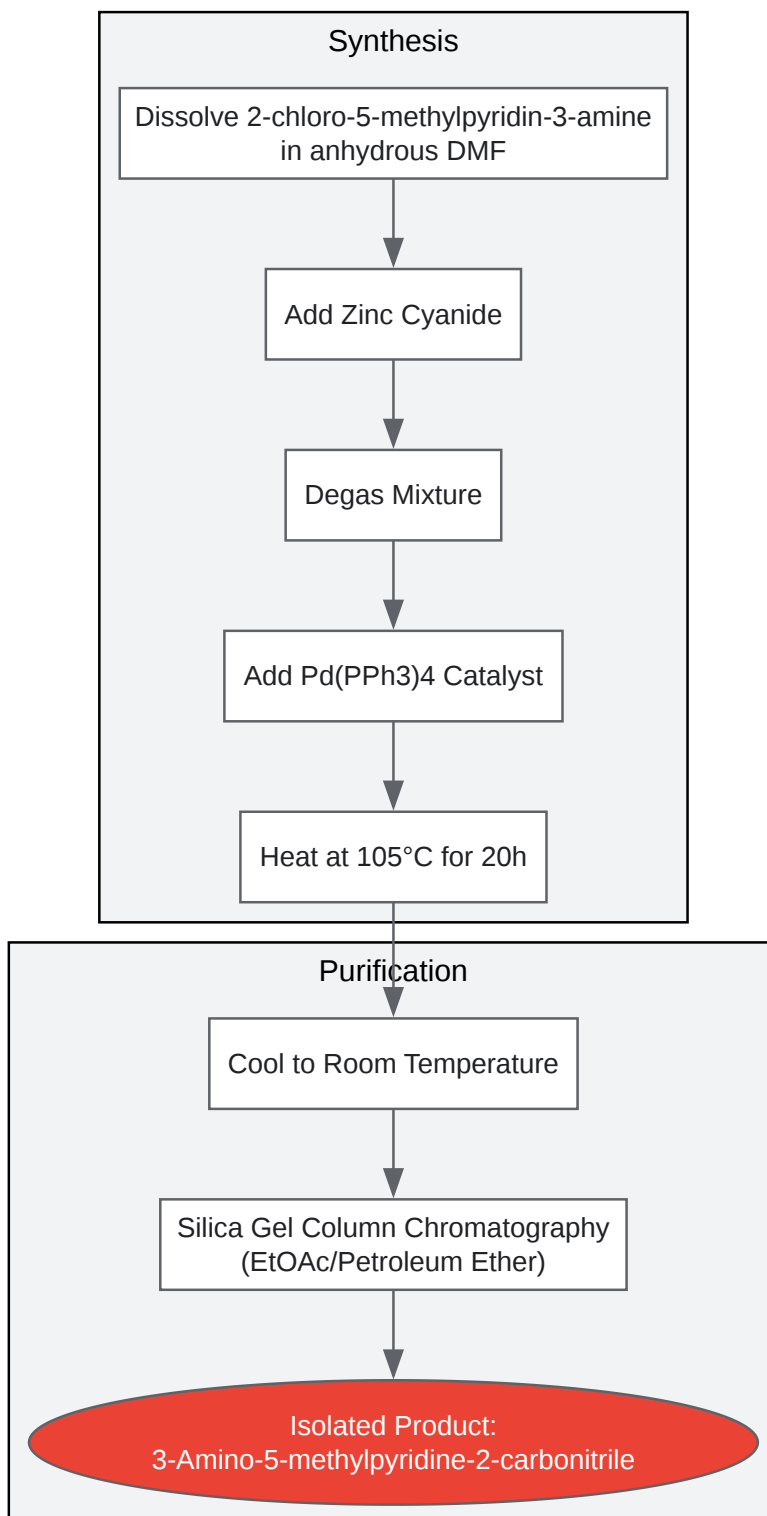 Synthesis
Dissolve 2-chloro-5-methylpyridin-3-amine
in anhydrous DMF
Add Zinc Cyanide
Degas Mixture
Add Pd(PPh3)4 Catalyst
Heat at 105°C for 20h
Purification
Cool to Room Temperature
Silica Gel Column Chromatography
(EtOAc/Petroleum Ether)
Isolated Product:
3-Amino-5-methylpyridine-2-carbonitrile